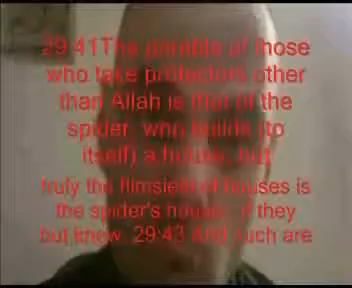 29:41The parable of those
who take protectors other
than Allah is that of the
spider, who builds (to
itself) a house; but
truly the flimsiest of houses is
the spider's house; if they
but knew. 29:43 And such are